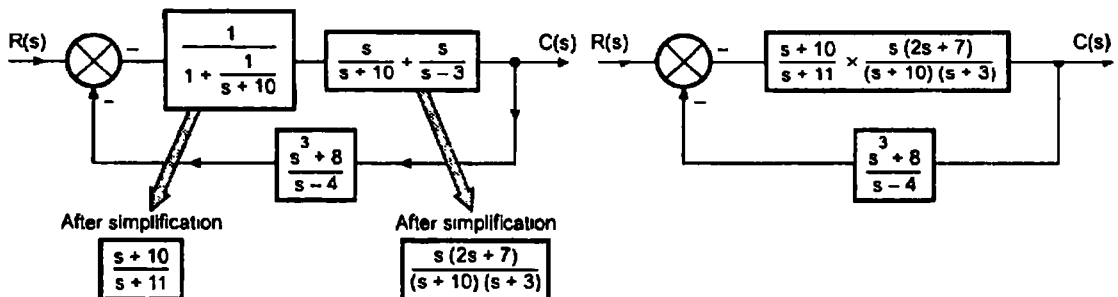 R(s)
−
−
1 / (1 + 1 / (s + 10))
s / (s + 10) + s / (s − 3)
C(s)
s³ + 8 / s − 4
After simplification
s + 10 / s + 11
After simplification
s (2s + 7) / (s + 10) (s + 3)
R(s)
−
−
s + 10 / s + 11 × s (2s + 7) / (s + 10) (s + 3)
C(s)
s³ + 8 / s − 4